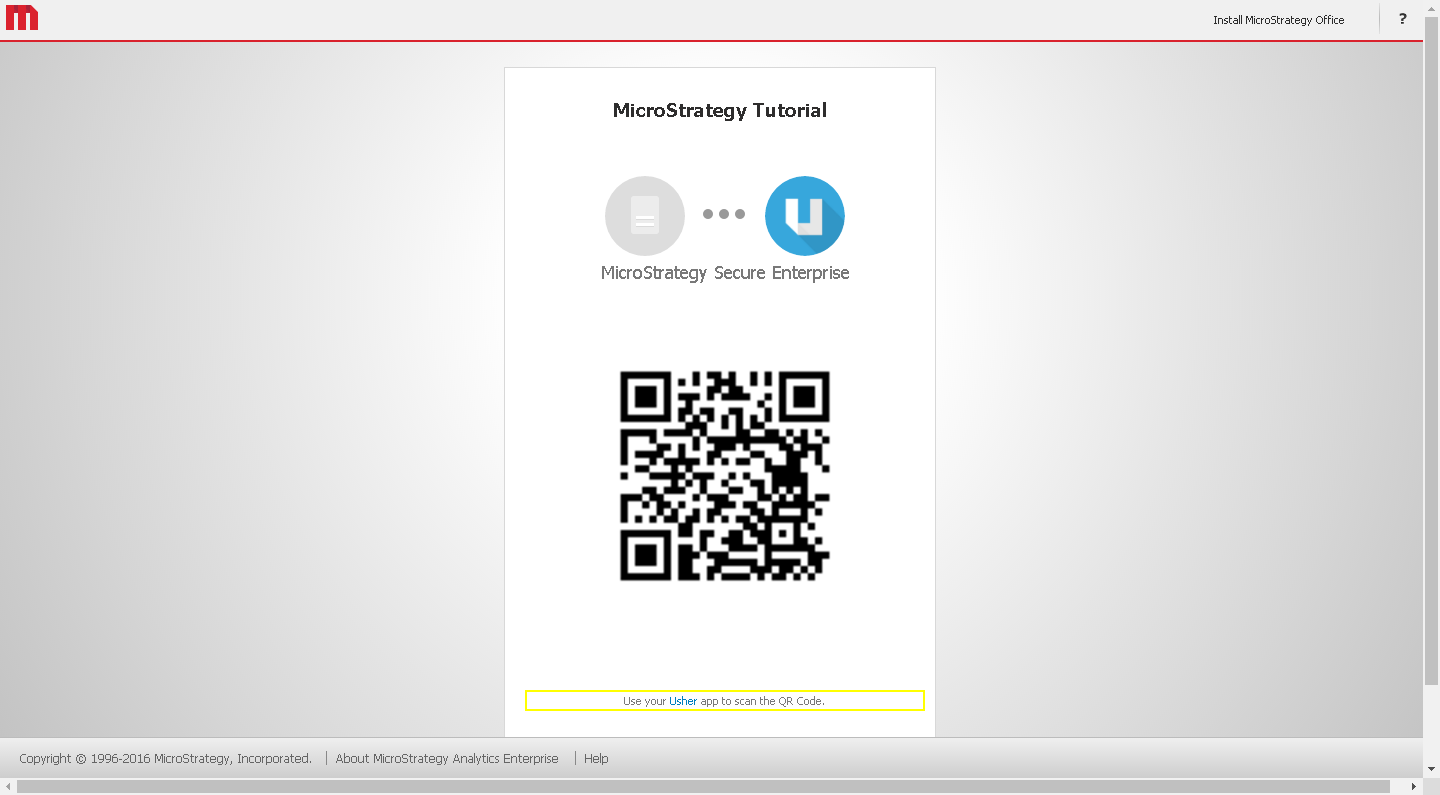 Install MicroStrategy Office
?
MicroStrategy Tutorial
MicroStrategy Secure Enterprise
Use your Usher app to scan the QR Code.
Copyright © 1996-2016 MicroStrategy, Incorporated.
About MicroStrategy Analytics Enterprise
Help